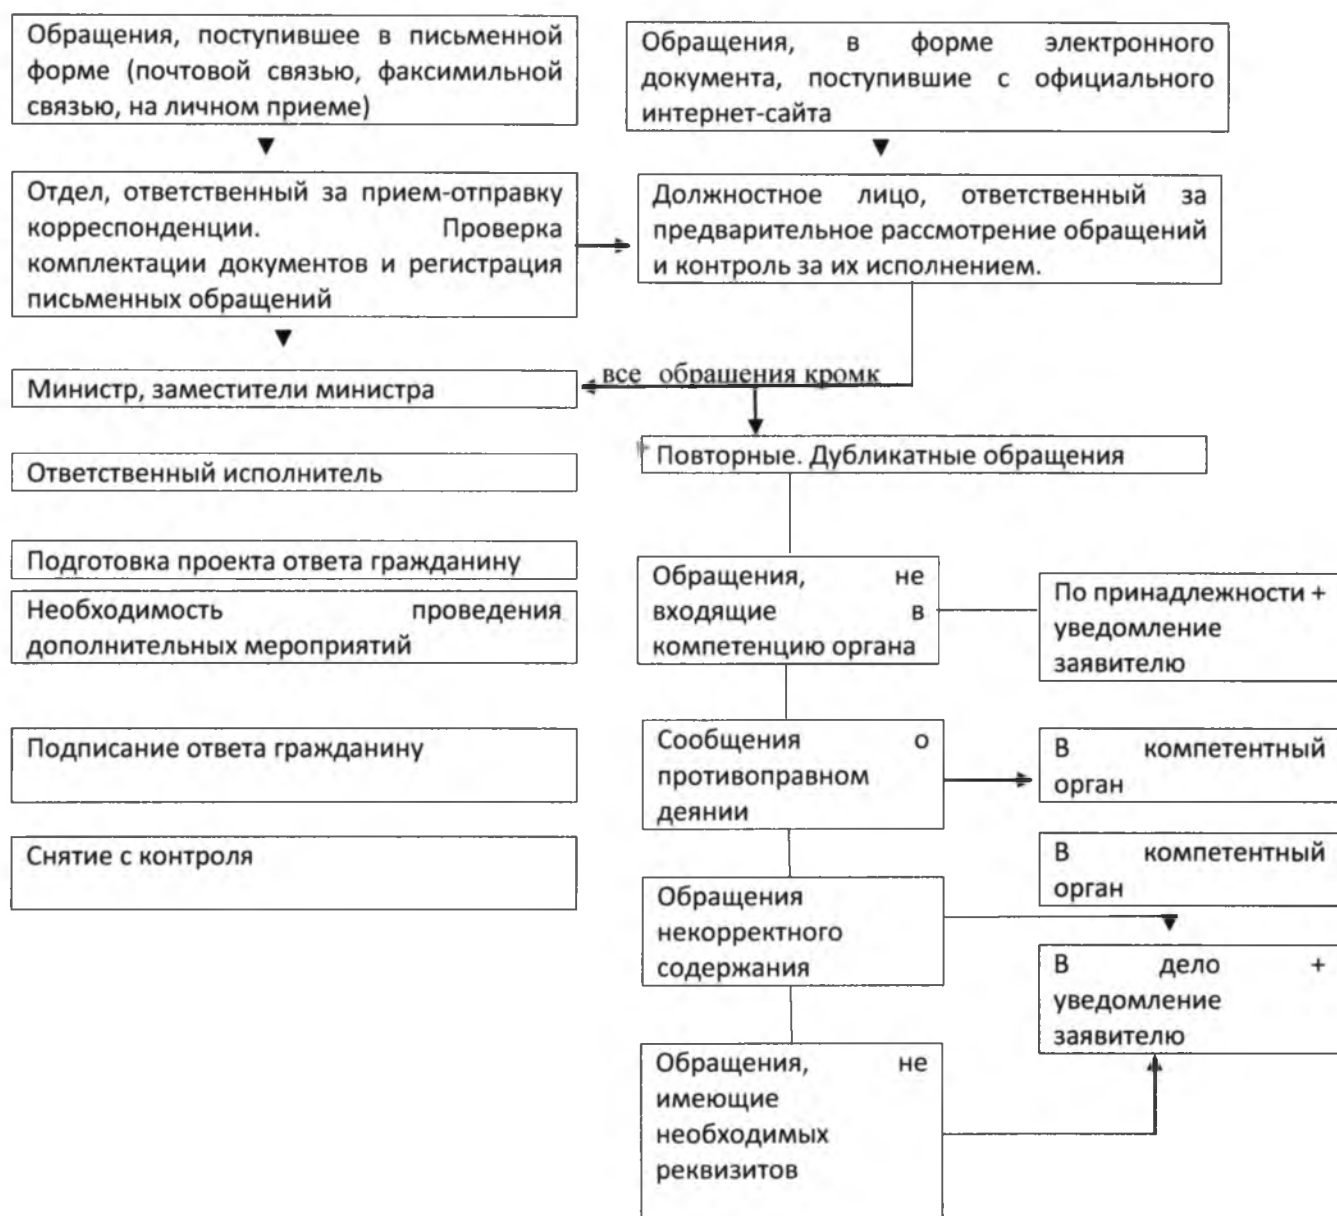 Обращения, поступившее в письменной
форме (почтовой связью, факсимильной
связью, на личном приеме)
Обращения, в форме электронного
документа, поступившие с официального
интернет-сайта
Отдел, ответственный за прием-отправку
корреспонденции. Проверка
комплектации документов и регистрация
письменных обращений
Должностное лицо, ответственный за
предварительное рассмотрение обращений
и контроль за их исполнением.
все обращения кромк
Министр, заместители министра
Повторные. Дубликатные обращения
Ответственный исполнитель
Подготовка проекта ответа гражданину
Необходимость проведения
дополнительных мероприятий
Обращения, не
входящие в
компетенцию органа
По принадлежности +
уведомление
заявителю
Подписание ответа гражданину
Сообщения о
противоправном
деянии
В компетентный
орган
Снятие с контроля
В компетентный
орган
Обращения
некорректного
содержания
В дело +
уведомление
заявителю
Обращения, не
имеющие
необходимых
реквизитов